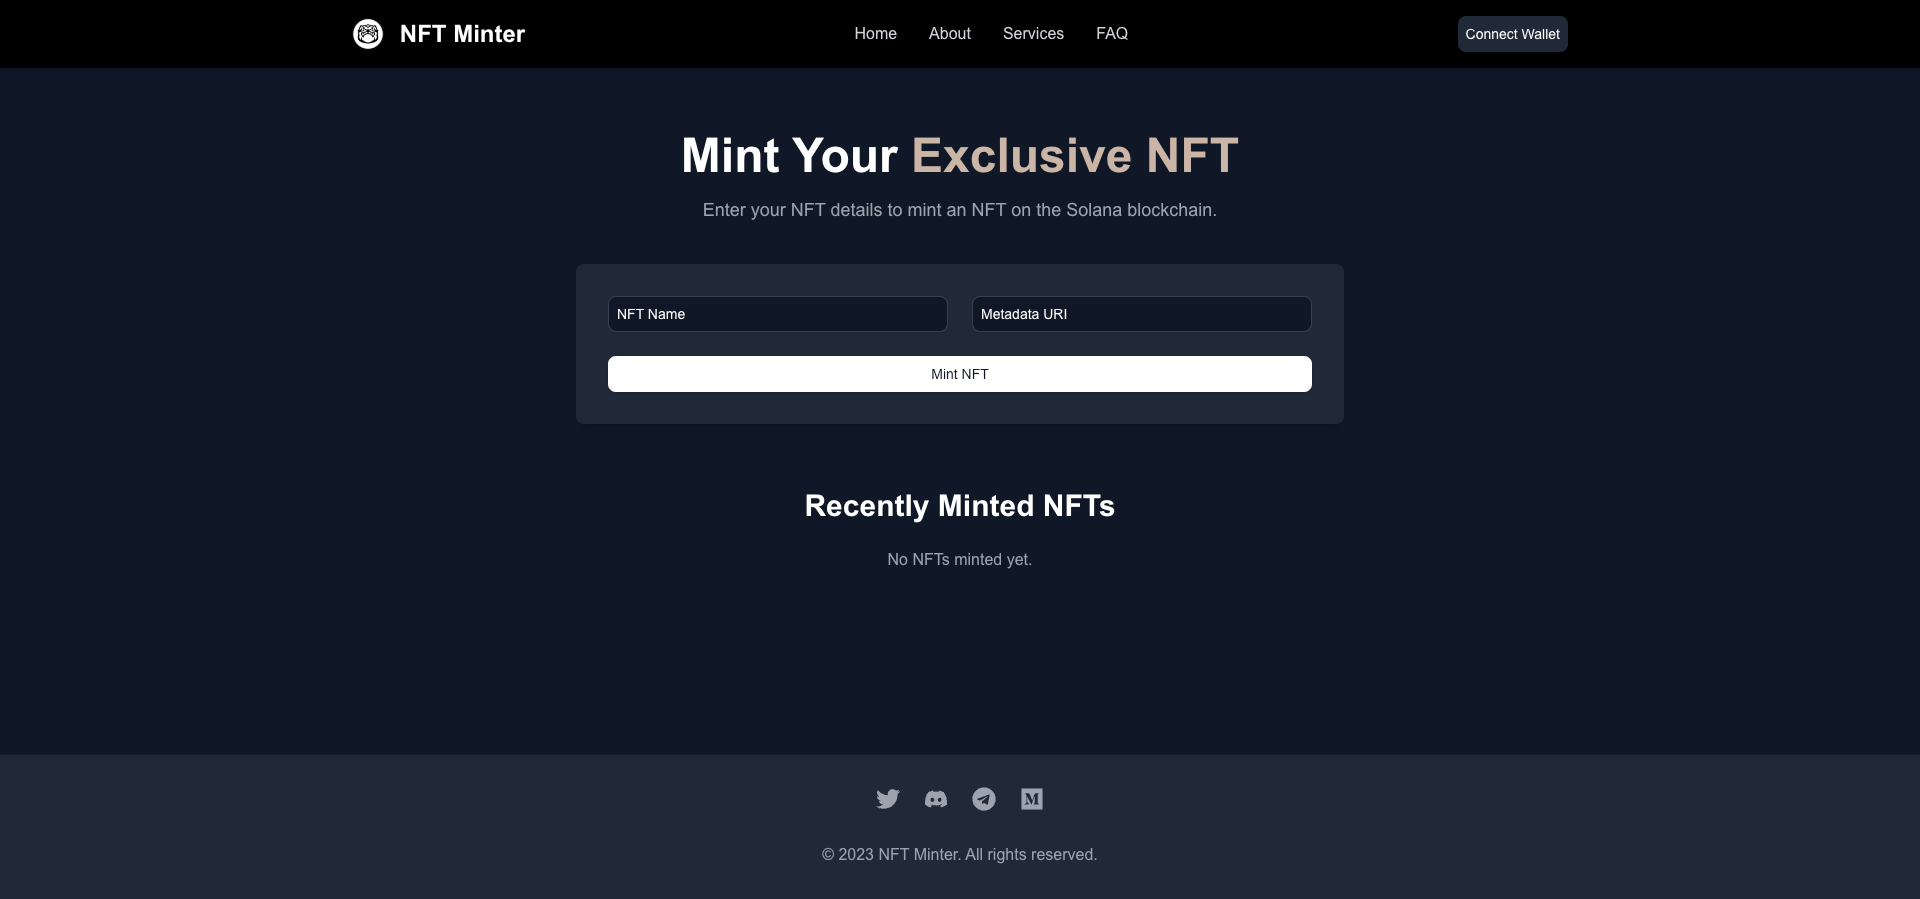 NFT Minter
Home
About
Services
FAQ
Connect Wallet
Mint Your Exclusive NFT
Enter your NFT details to mint an NFT on the Solana blockchain.
NFT Name
Metadata URI
Mint NFT
Recently Minted NFTs
No NFTs minted yet.
© 2023 NFT Minter. All rights reserved.